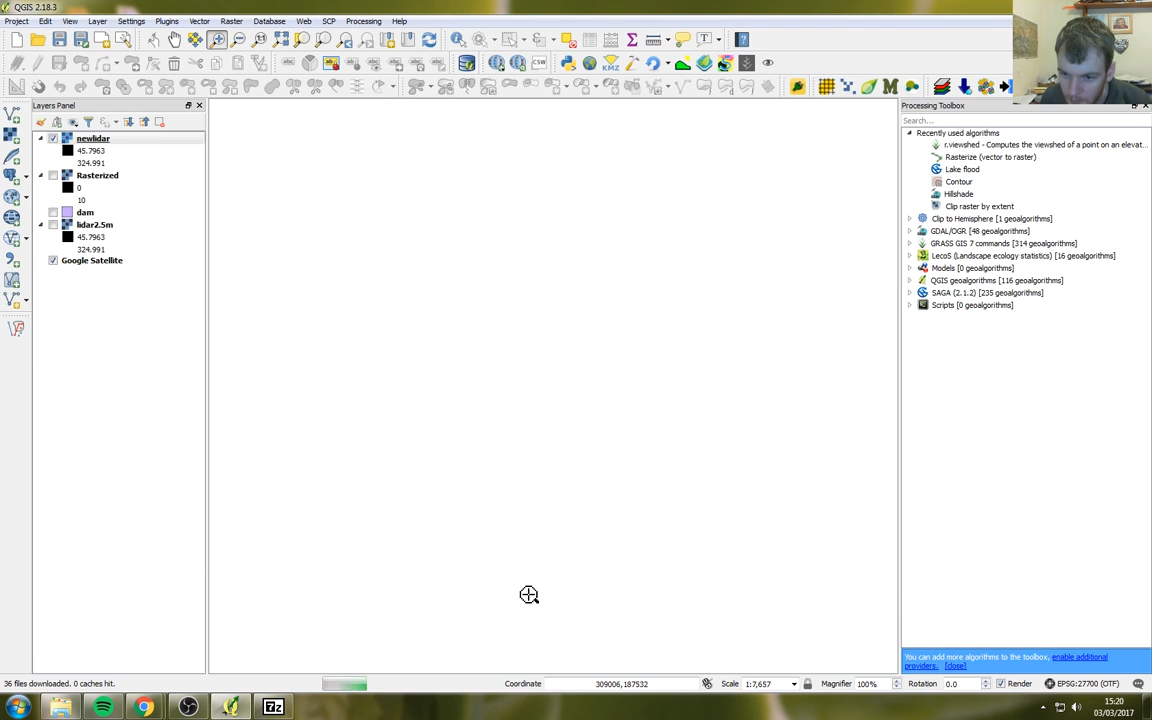 QGIS 2.18.3
Project Edit View Layer Settings Plugins Vector Raster Database Web SCP Processing Help
CSW
KMZ
Layers Panel
Processing Toolbox
Search...
newlidar
45.7963
324.991
Rasterized
0
10
dam
lidar2.5m
45.7963
324.991
Google Satellite
Recently used algorithms
r.viewshed - Computes the viewshed of a point on an elevat...
Rasterize (vector to raster)
Lake flood
Contour
Hillshade
Clip raster by extent
Clip to Hemisphere [1 geoalgorithms]
GDAL/OGR [48 geoalgorithms]
GRASS GIS 7 commands [314 geoalgorithms]
LecoS (Landscape ecology statistics) [16 geoalgorithms]
Models [0 geoalgorithms]
QGIS geoalgorithms [116 geoalgorithms]
SAGA (2.1.2) [235 geoalgorithms]
Scripts [0 geoalgorithms]
You can add more algorithms to the toolbox, enable additional
providers. [close]
36 files downloaded. 0 caches hit.
Coordinate 309006,187532 Scale 1:7,657 Magnifier 100% Rotation 0.0 Render EPSG:27700 (OTF)
7z
15:20
03/03/2017